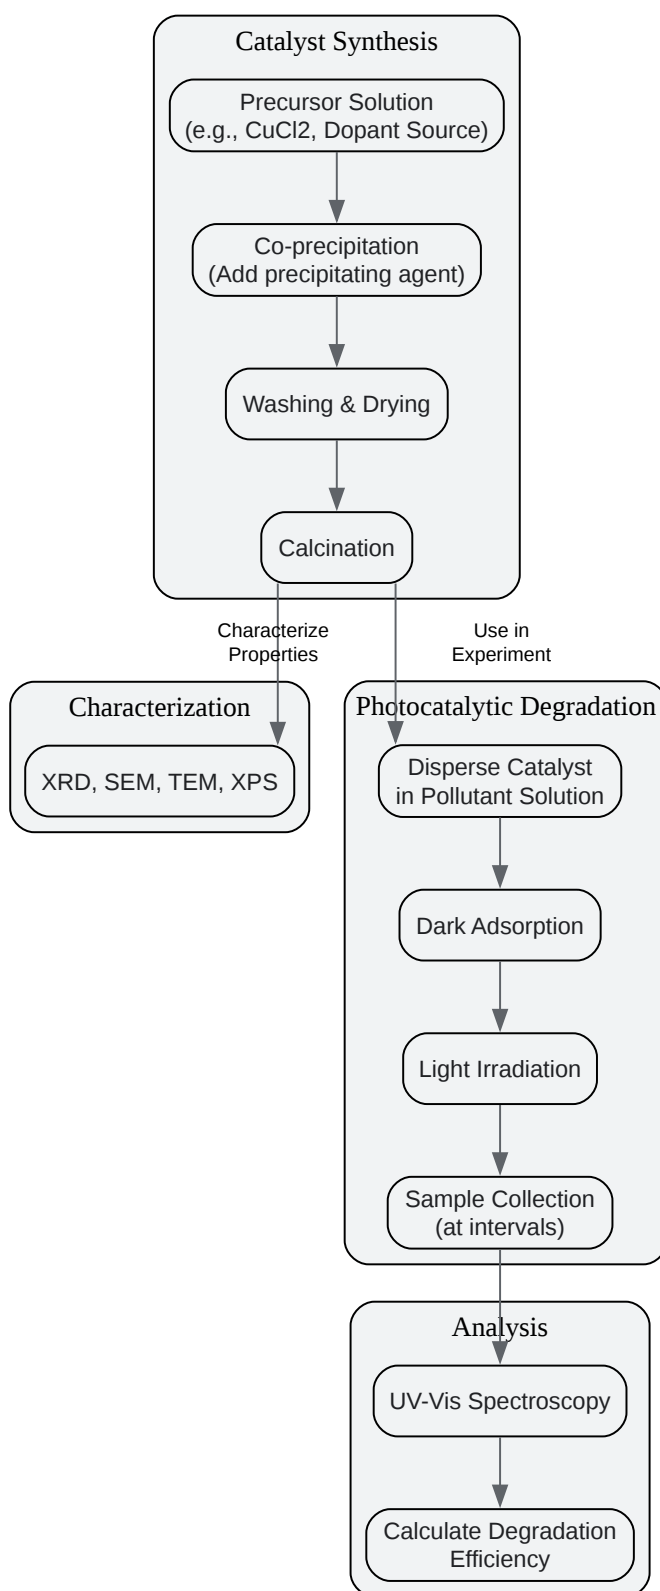 Catalyst Synthesis
Precursor Solution
(e.g., CuCl2, Dopant Source)
Co-precipitation
(Add precipitating agent)
Washing & Drying
Calcination
Characterize
Properties
Use in
Experiment
Characterization
XRD, SEM, TEM, XPS
Photocatalytic Degradation
Disperse Catalyst
in Pollutant Solution
Dark Adsorption
Light Irradiation
Sample Collection
(at intervals)
Analysis
UV-Vis Spectroscopy
Calculate Degradation
Efficiency